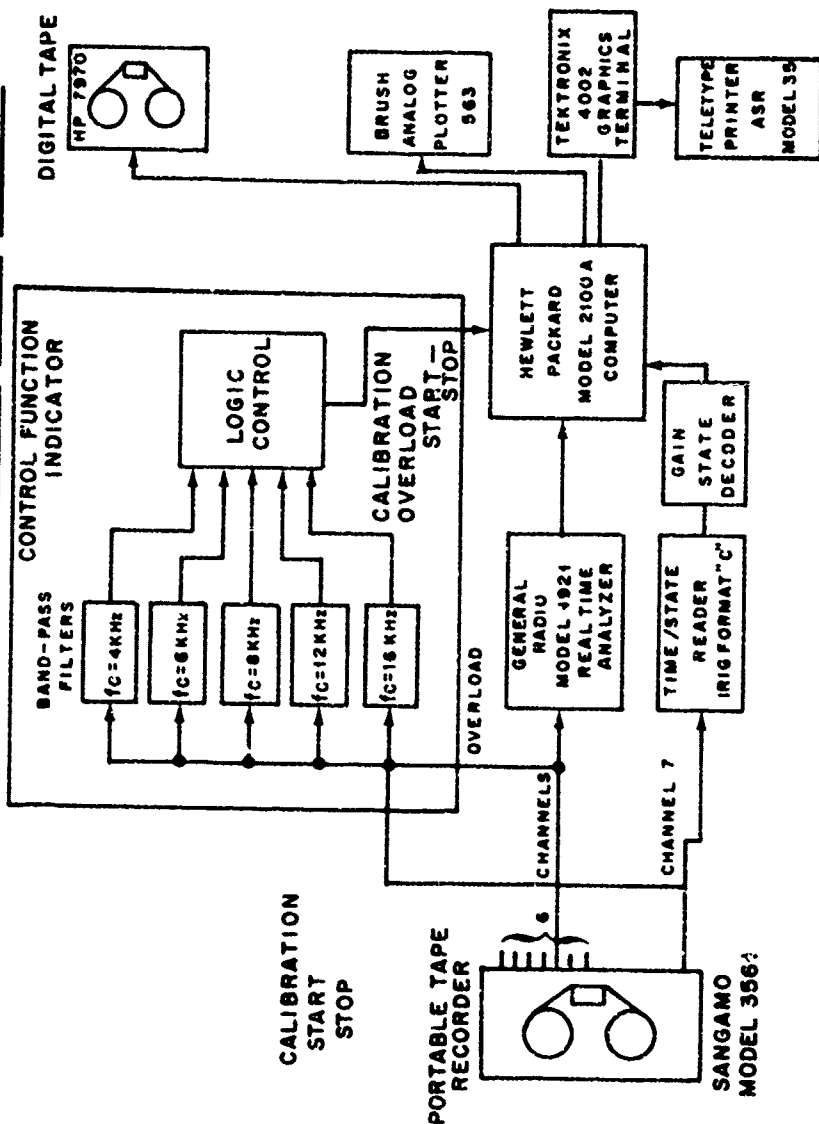 DIGITAL TAPE
HP 7970
BRUSH
ANALOG
PLOTTER
563
TEKTRONIX
4002
GRAPHICS
TERMINAL
TELETYPE
PRINTER
ASR
MODEL 35
CONTROL FUNCTION
INDICATOR
BAND-PASS
FILTERS
fC=4KHz
fC=6KHz
fC=8KHz
fC=12KHz
fC=16KHz
LOGIC
CONTROL
CALIBRATION
OVERLOAD
START-
STOP
HEWLETT
PACKARD
MODEL 2100A
COMPUTER
OVERLOAD
GENERAL
RADIO
MODEL 1921
REAL TIME
ANALYZER
GAIN
STATE
DECODER
TIME/STATE
READER
IRIG FORMAT "C"
CHANNELS
CHANNEL 7
6
CALIBRATION
START
STOP
PORTABLE TAPE
RECORDER
SANGAMO
MODEL